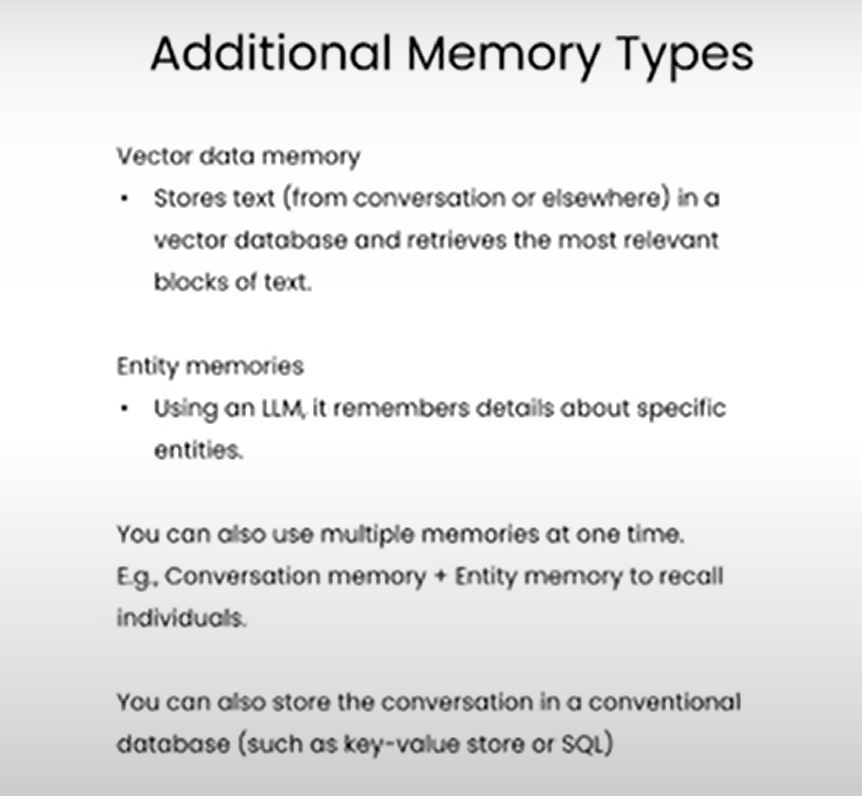 Additional Memory Types
Vector data memory
• Stores text (from conversation or elsewhere) in a
vector database and retrieves the most relevant
blocks of text.
Entity memories
• Using an LLM, it remembers details about specific
entities.
You can also use multiple memories at one time.
E.g., Conversation memory + Entity memory to recall
individuals.
You can also store the conversation in a conventional
database (such as key-value store or SQL)